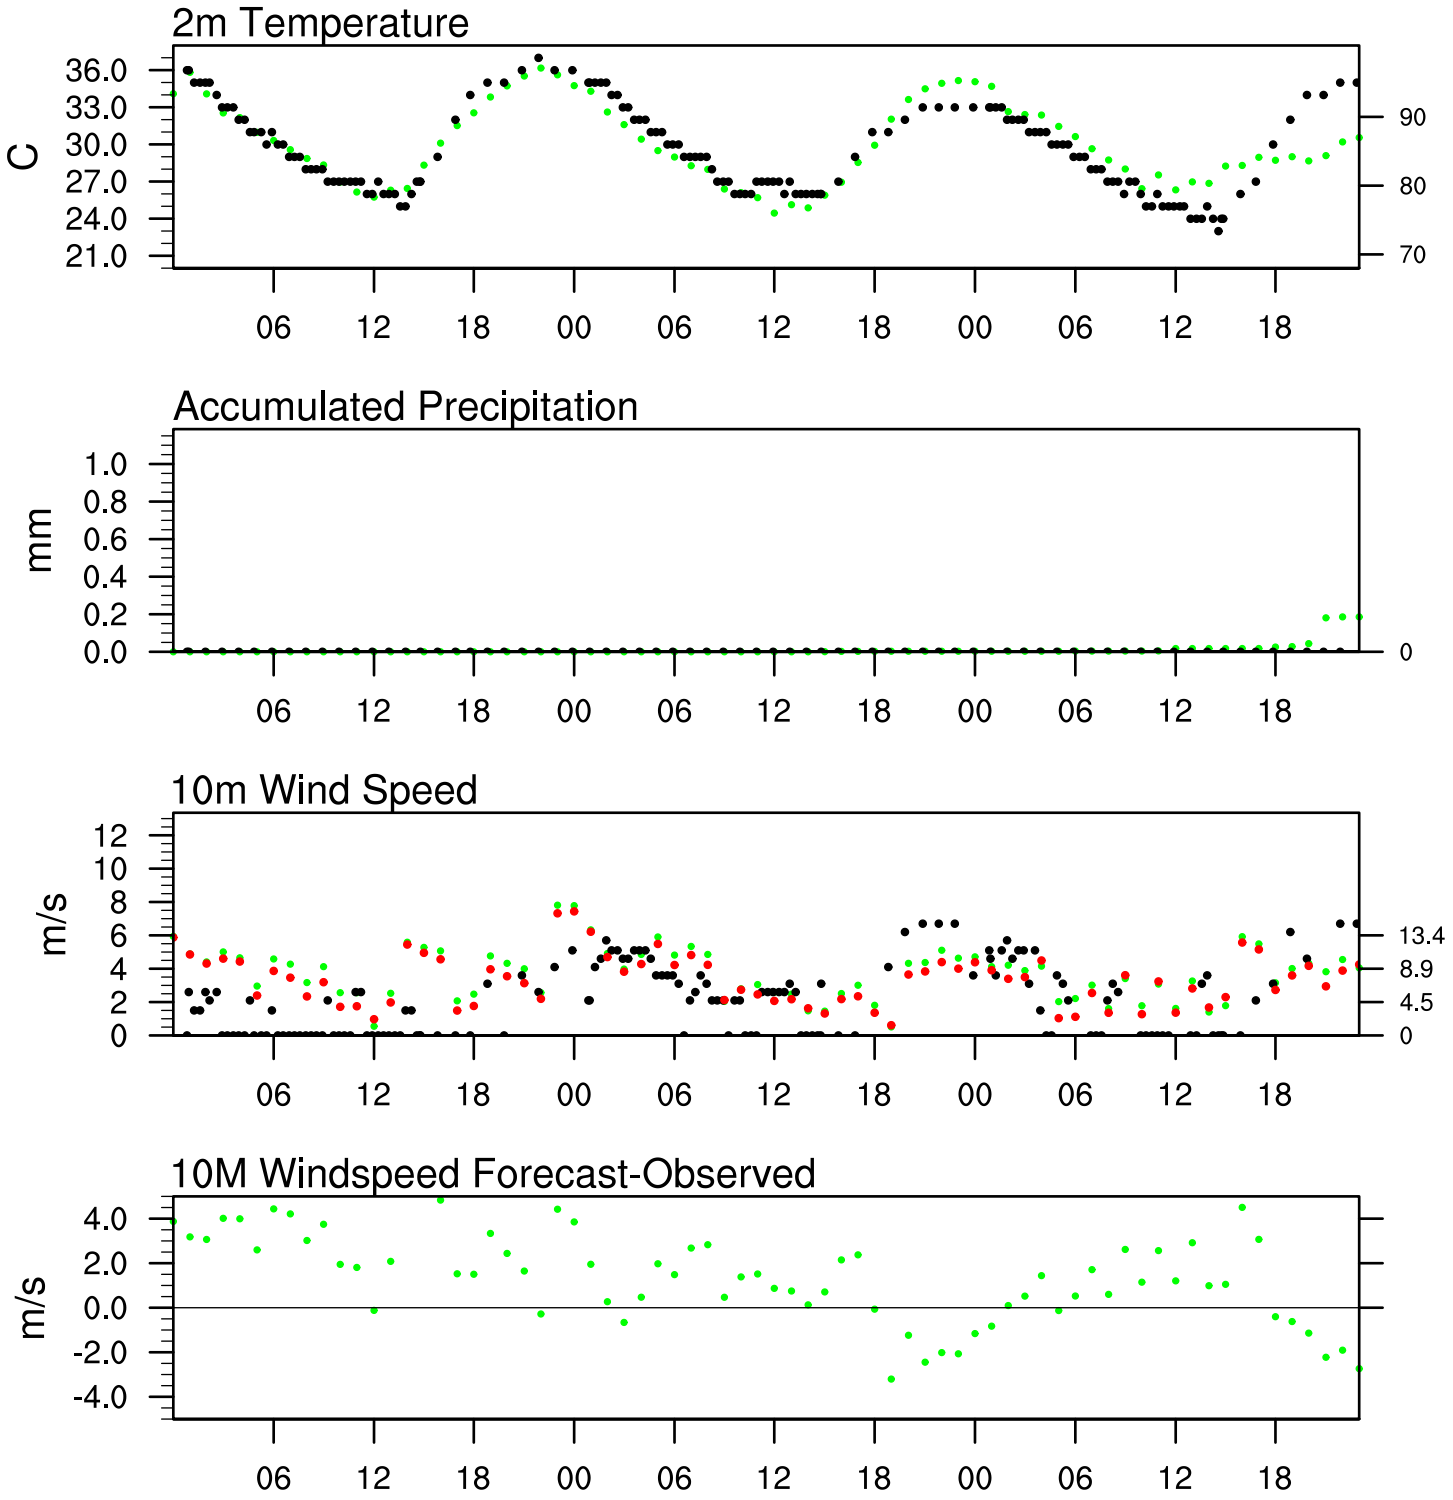 2m Temperature
36.0
33.0
30.0
27.0
24.0
21.0
C
90
80
70
06 12 18 00 06 12 18 00 06 12 18
Accumulated Precipitation
1.0
0.8
0.6
0.4
0.2
0.0
mm
0
06 12 18 00 06 12 18 00 06 12 18
10m Wind Speed
12
10
8
6
4
2
0
m/s
13.4
8.9
4.5
0
06 12 18 00 06 12 18 00 06 12 18
10M Windspeed Forecast-Observed
4.0
2.0
0.0
-2.0
-4.0
m/s
06 12 18 00 06 12 18 00 06 12 18